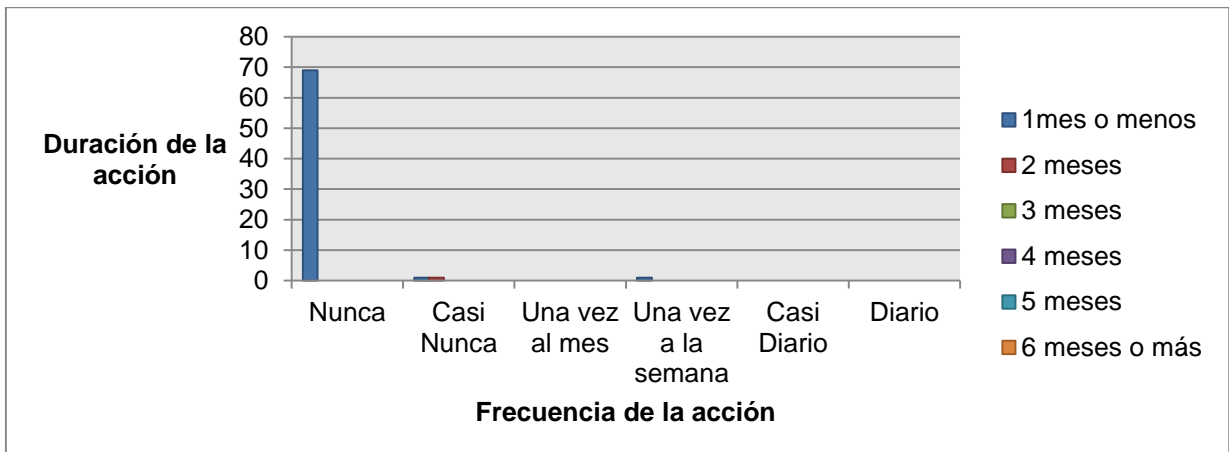 80
70
60
50
40
30
20
10
0
Duración de la
acción
Nunca
Casi
Nunca
Una vez
al mes
Una vez
a la
semana
Casi
Diario
Diario
Frecuencia de la acción
1mes o menos
2 meses
3 meses
4 meses
5 meses
6 meses o más